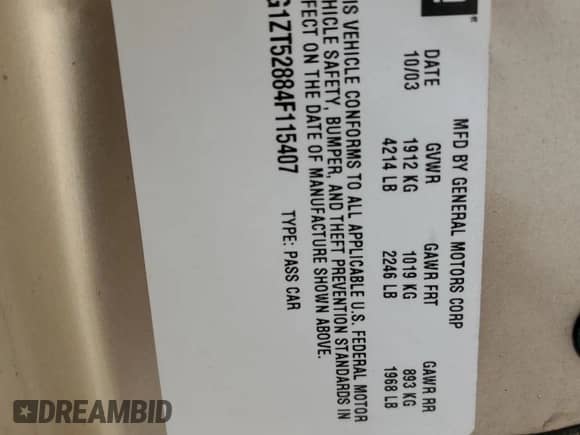 GM ®
MFD BY GENERAL MOTORS CORP
DATE GVWR GAWR FRT GAWR RR
10/03 1912 KG 1019 KG 893 KG
4214 LB 2246 LB 1968 LB
IS VEHICLE CONFORMS TO ALL APPLICABLE U.S. FEDERAL MOTOR
HICLE SAFETY, BUMPER, AND THEFT PREVENTION STANDARDS IN
FECT ON THE DATE OF MANUFACTURE SHOWN ABOVE.
G1ZT52884F115407 TYPE: PASS CAR
DREAMBID